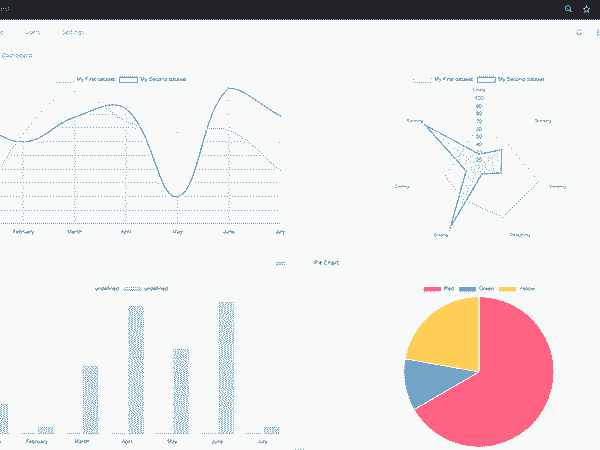 Users Settings
Dashboard
My First dataset My Second dataset
My First dataset My Second dataset
Eating
100
90
80
70
60
50
40
30
20
Running
Drinking
Cycling
Sleeping
Coding
Designing
February March April May June July
Pie Chart
undefined undefined
Red Green Yellow
February March April May June July